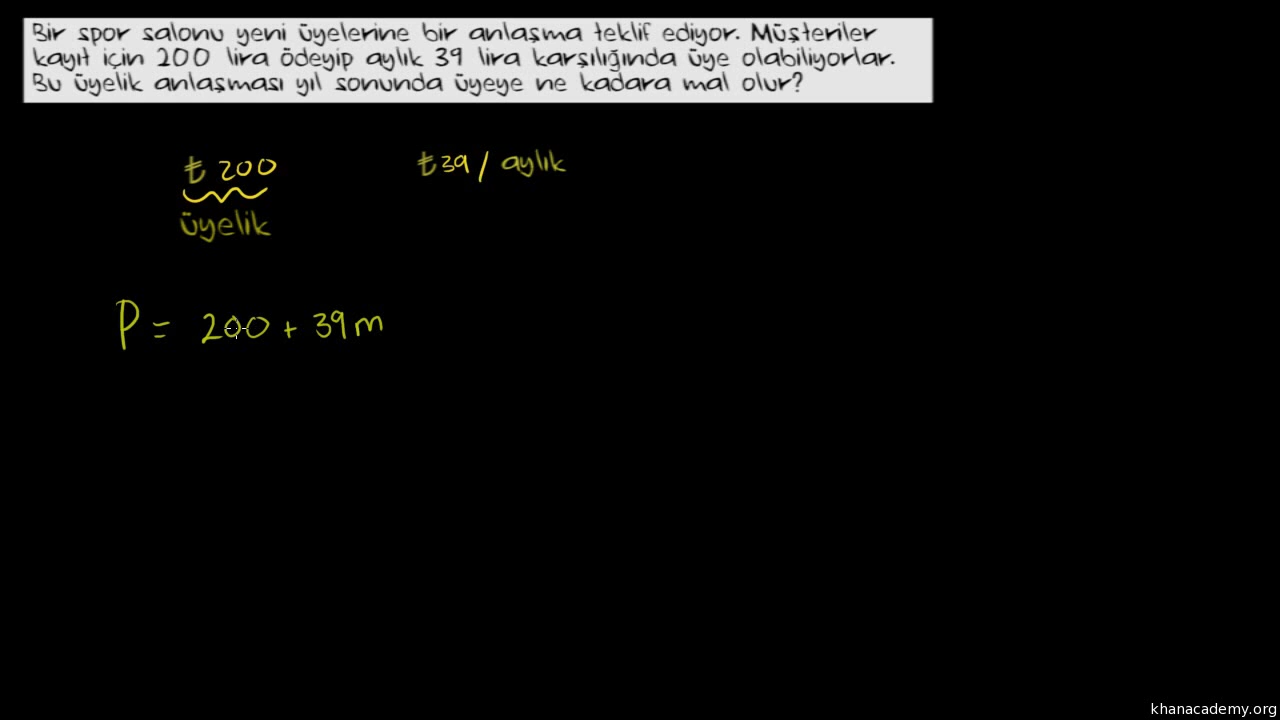 Bir spor salonu yeni üyelerine bir anlaşma teklif ediyor. Müşteriler
kayıt için 200 lira ödeyip aylık 39 lira karşılığında üye olabiliyorlar.
Bu üyelik anlaşması yıl sonunda üyeye ne kadara mal olur?
₺ 200 ₺39/ aylık
üyelik
P = 200 + 39m
khanacademy.org